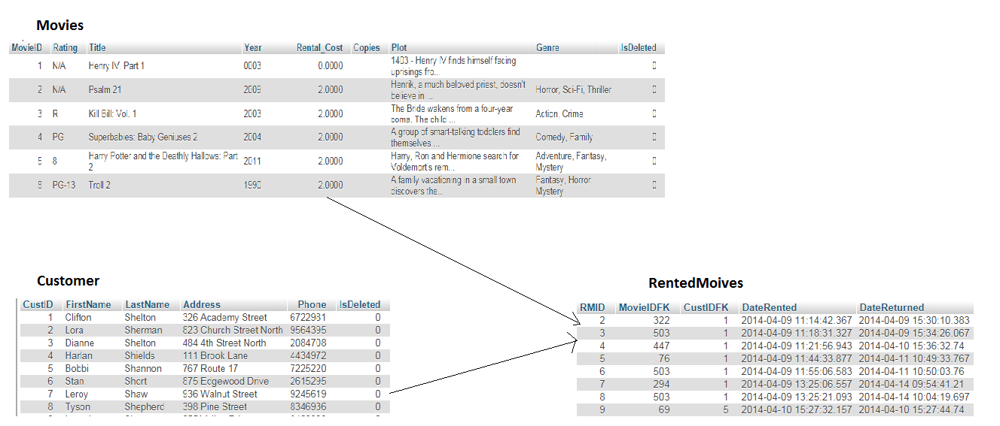 Movies
MovieID Rating Title Year Rental_Cost Copies Plot Genre IsDeleted
1 N/A Henry IV, Part 1 0003 0.0000 1403 - Henry IV finds himself facing uprisings fro... 0
2 N/A Psalm 21 2009 2.0000 Henrik, a much beloved priest, doesn't believe in ... Horror, Sci-Fi, Thriller 0
3 R Kill Bill: Vol. 1 2003 2.0000 The Bride wakens from a four-year coma. The child ... Action, Crime 0
4 PG Superbabies: Baby Geniuses 2 2004 2.0000 A group of smart-talking toddlers find themselves ... Comedy, Family 0
5 8 Harry Potter and the Deathly Hallows: Part 2 2011 2.0000 Harry, Ron and Hermione search for Voldemort's rem... Adventure, Fantasy, Mystery 0
8 PG-13 Troll 2 1990 2.0000 A family vacationing in a small town discovers the... Fantasy, Horror, Mystery 0
Customer
CustID FirstName LastName Address Phone IsDeleted
1 Clifton Shelton 326 Academy Street 6722981 0
2 Lora Sherman 823 Church Street North 9564395 0
3 Dianne Shelton 484 4th Street North 2084708 0
4 Harlan Shields 111 Brook Lane 4434972 0
5 Bobbi Shannon 767 Route 17 7225220 0
6 Stan Short 875 Edgewood Drive 2615295 0
7 Leroy Shaw 936 Walnut Street 9245619 0
8 Tyson Shepherd 398 Pine Street 8346936 0
RentedMoives
RMID MovieIDFK CustIDFK DateRented DateReturned
2 322 1 2014-04-09 11:14:42.367 2014-04-09 15:30:10.383
3 503 1 2014-04-09 11:18:31.327 2014-04-09 15:34:26.067
4 447 1 2014-04-09 11:21:56.943 2014-04-10 15:36:32.74
5 76 1 2014-04-09 11:44:33.877 2014-04-11 10:49:33.767
6 503 1 2014-04-09 11:55:06.583 2014-04-11 10:50:03.76
7 294 1 2014-04-09 13:25:06.557 2014-04-14 09:54:41.21
8 503 1 2014-04-09 13:25:21.093 2014-04-14 10:04:19.697
9 69 5 2014-04-10 15:27:32.157 2014-04-10 15:27:44.74